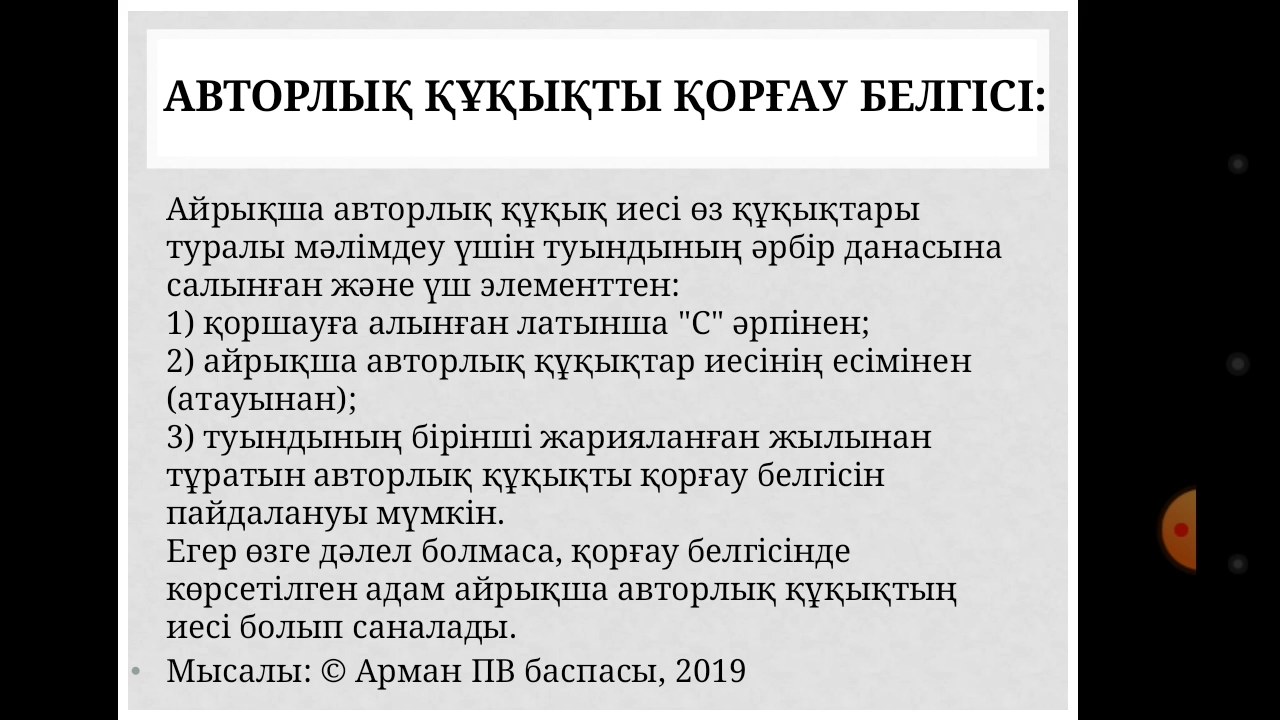 АВТОРЛЫҚ ҚҰҚЫҚТЫ ҚОРҒАУ БЕЛГІСІ:
Айрықша авторлық құқық иесі өз құқықтары
туралы мәлімдеу үшін туындының әрбір данасына
салынған және үш элементтен:
1) қоршауға алынған латынша "С" әрпінен;
2) айрықша авторлық құқықтар иесінің есімінен
(атауынан);
3) туындының бірінші жарияланған жылынан
тұратын авторлық құқықты қорғау белгісін
пайдалануы мүмкін.
Егер өзге дәлел болмаса, қорғау белгісінде
көрсетілген адам айрықша авторлық құқықтың
иесі болып саналады.
• Мысалы: © Арман ПВ баспасы, 2019